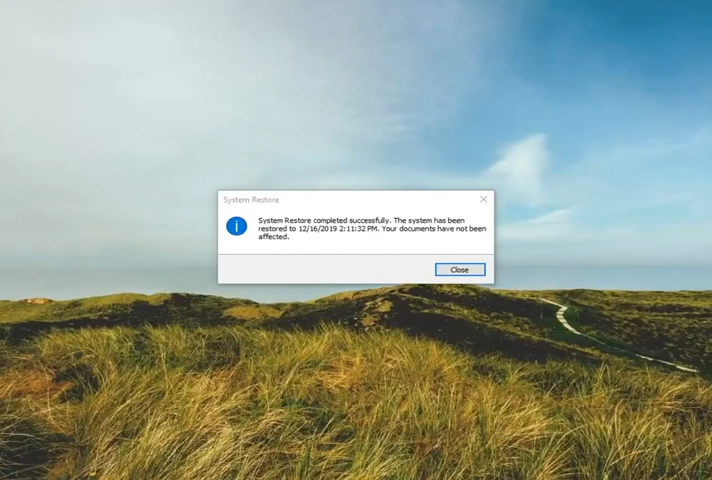 System Restore
System Restore completed successfully. The system has been
restored to 12/16/2019 2:11:32 PM. Your documents have not been
affected.
Close